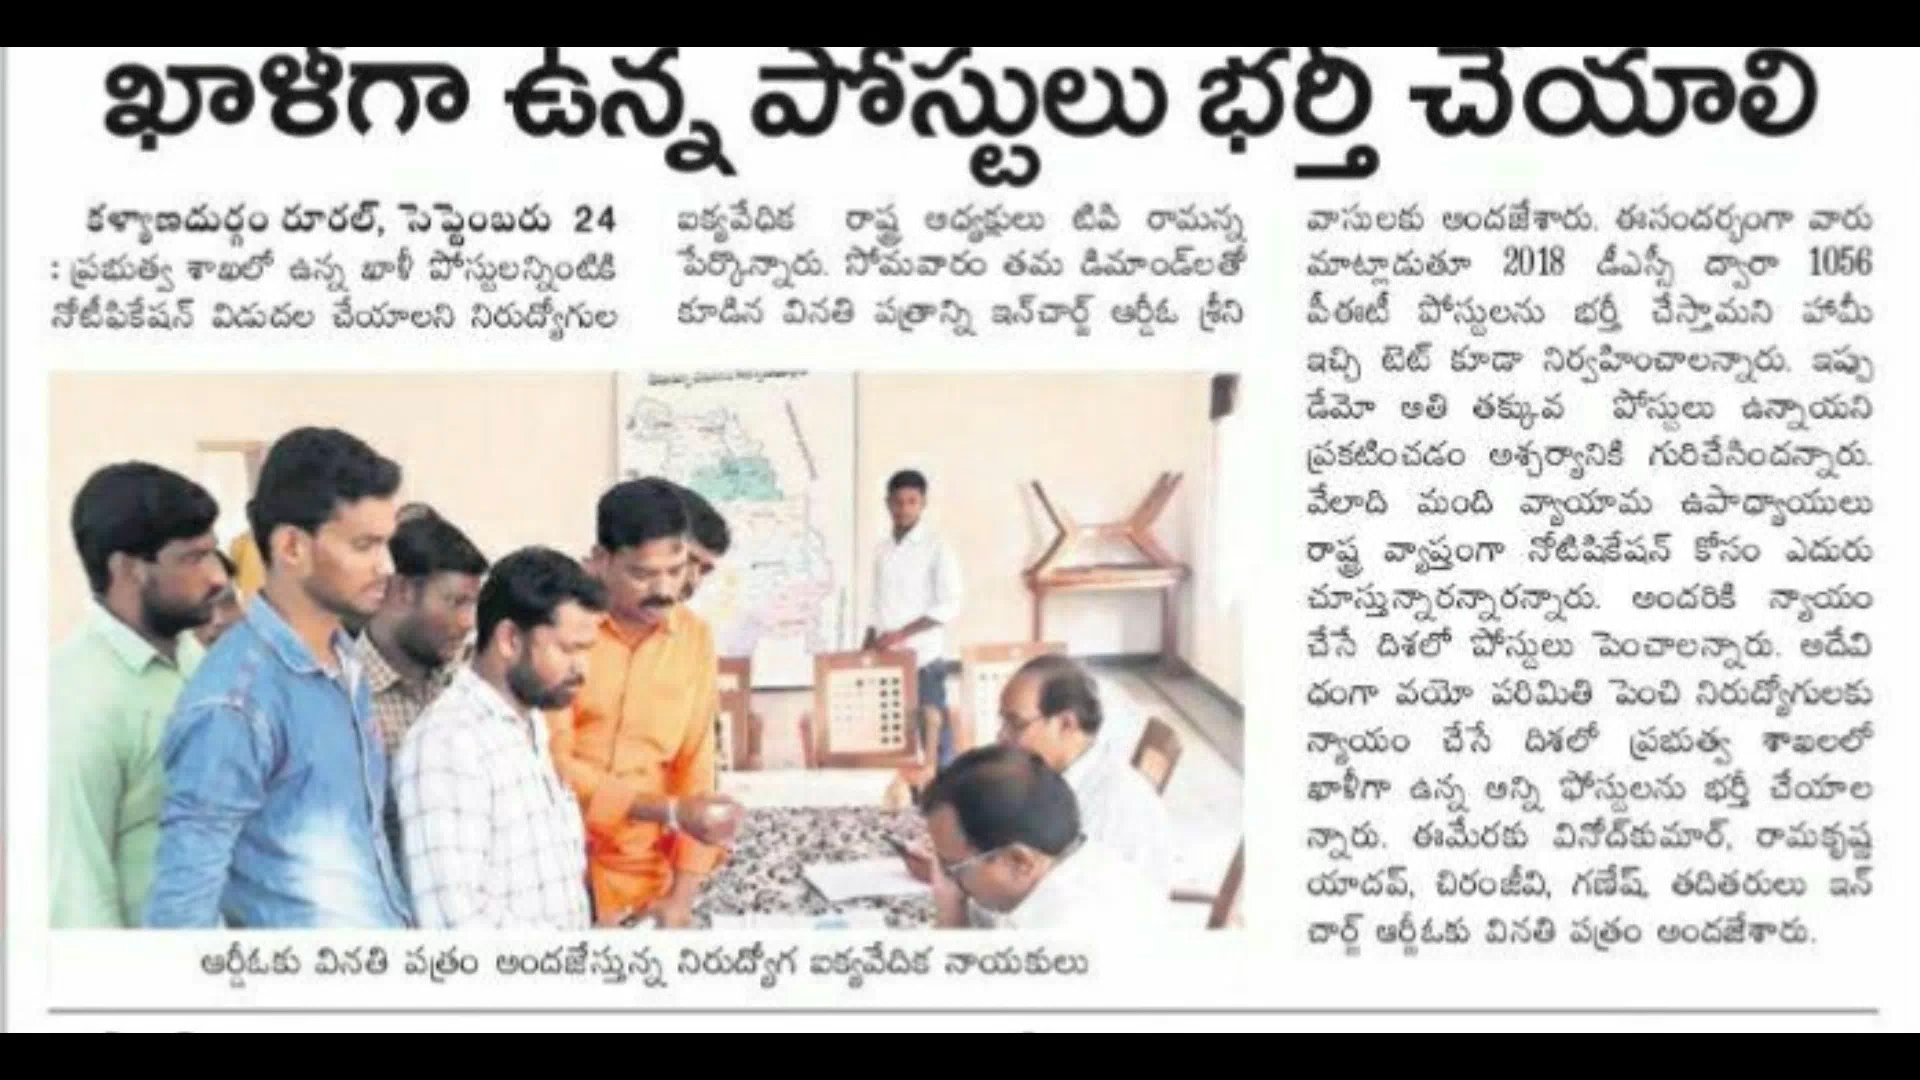 ఖాళీగా ఉన్న పోస్టులు భర్తీ చేయాలి
కళ్యాణదుర్గం రూరల్, సెప్టెంబరు 24
: ప్రభుత్వ శాఖలో ఉన్న ఖాళీ పోస్టులన్నింటికి
నోటీఫికేషన్ విడుదల చేయాలని నిరుద్యోగుల
ఐక్యవేధిక రాష్ట్ర అధ్యక్షులు టిపి రామన్న
పేర్కొన్నారు. సోమవారం తమ డిమాండ్‌లతో
కూడిన వినతి పత్రాన్ని ఇన్‌చార్జ్ ఆర్డీఓ శ్రీని
వాసులకు అందజేశారు. ఈసందర్భంగా వారు
మాట్లాడుతూ 2018 డీఎస్సీ ద్వారా 1056
పీఈటీ పోస్టులను భర్తీ చేస్తామని హామీ
ఇచ్చి టెట్ కూడా నిర్వహించాలన్నారు. ఇప్పు
డేమో అతి తక్కువ పోస్టులు ఉన్నాయని
ప్రకటించడం అశ్చర్యానికి గురిచేసిందన్నారు.
వేలాది మంది వ్యాయామ ఉపాధ్యాయులు
రాష్ట్ర వ్యాప్తంగా నోటిషికేషన్ కోసం ఎదురు
చూస్తున్నారన్నారన్నారు. అందరికి న్యాయం
చేసే దిశలో పోస్టులు పెంచాలన్నారు. అదేవి
ధంగా వయో పరిమితి పెంచి నిరుద్యోగులకు
న్యాయం చేసే దిశలో ప్రభుత్వ శాఖలలో
ఖాళీగా ఉన్న అన్ని ఫోస్టులను భర్తీ చేయాల
న్నారు. ఈమేరకు వినోద్‌కుమార్, రామకృష్ణ
యాదవ్, చిరంజీవి, గణేష్, తదితరులు ఇన్
చార్జ్ ఆర్డీఓకు వినతి పత్రం అందజేశారు.
ఆర్డీఓకు వినతి పత్రం అందజేస్తున్న నిరుద్యోగ ఐక్యవేదిక నాయకులు